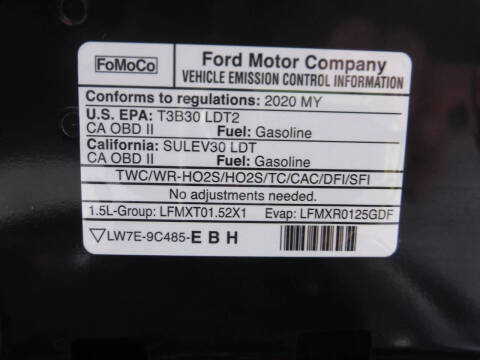 FoMoCo
Ford Motor Company
VEHICLE EMISSION CONTROL INFORMATION
Conforms to regulations: 2020 MY
U.S. EPA: T3B30 LDT2
CA OBD II Fuel: Gasoline
California: SULEV30 LDT
CA OBD II Fuel: Gasoline
TWC/WR-HO2S/HO2S/TC/CAC/DFI/SFI
No adjustments needed.
1.5L-Group: LFMXT01.52X1 Evap: LFMXR0125GDF
LW7E-9C485-E B H